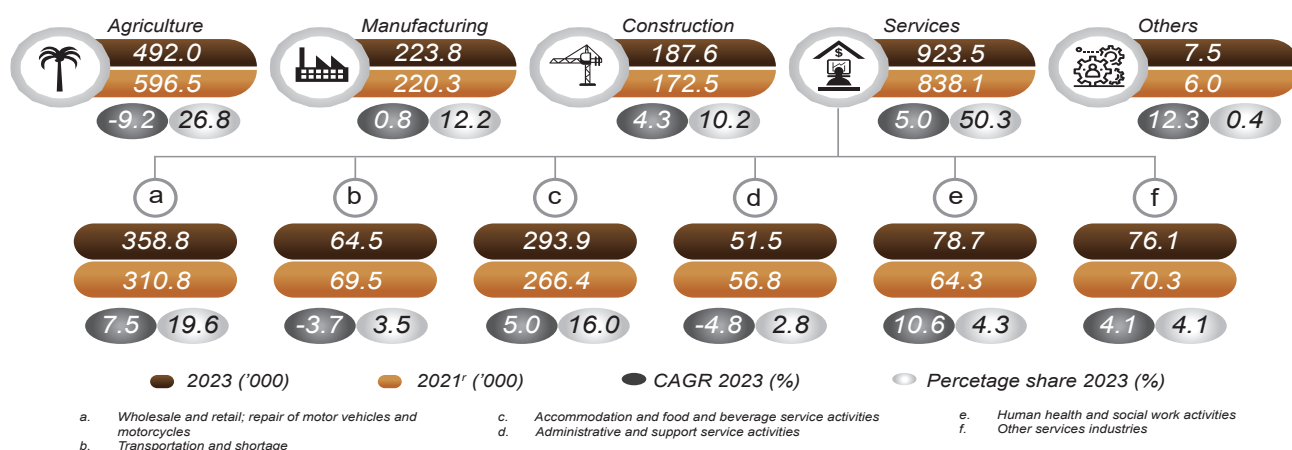 Agriculture Manufacturing Construction Services Others
492.0 223.8 187.6 923.5 7.5
596.5 220.3 172.5 838.1 6.0
-9.2 26.8 0.8 12.2 4.3 10.2 5.0 50.3 12.3 0.4
$
a b c d e f
358.8 64.5 293.9 51.5 78.7 76.1
310.8 69.5 266.4 56.8 64.3 70.3
7.5 19.6 -3.7 3.5 5.0 16.0 -4.8 2.8 10.6 4.3 4.1 4.1
2023 ('000) 2021ʳ ('000) CAGR 2023 (%) Percetage share 2023 (%)
a. Wholesale and retail; repair of motor vehicles and
motorcycles
b. Transportation and shortage
c. Accommodation and food and beverage service activities
d. Administrative and support service activities
e. Human health and social work activities
f. Other services industries